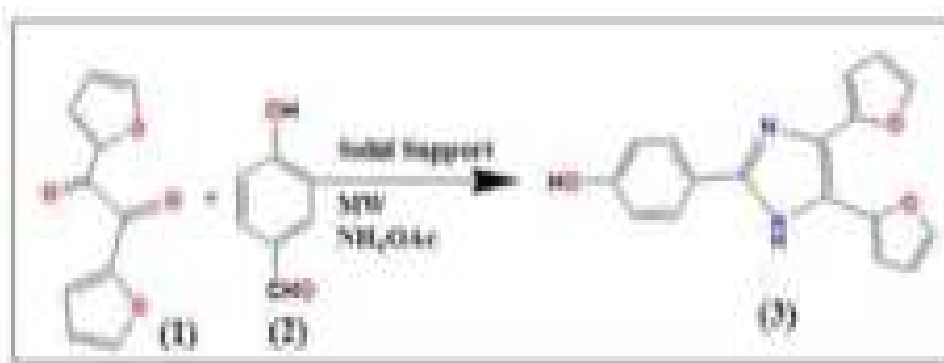 O
O
O
O
(1)
+
OH
CHO
(2)
Solid Support
MW
NH₄OAc
HO
N
NH
O
O
(3)